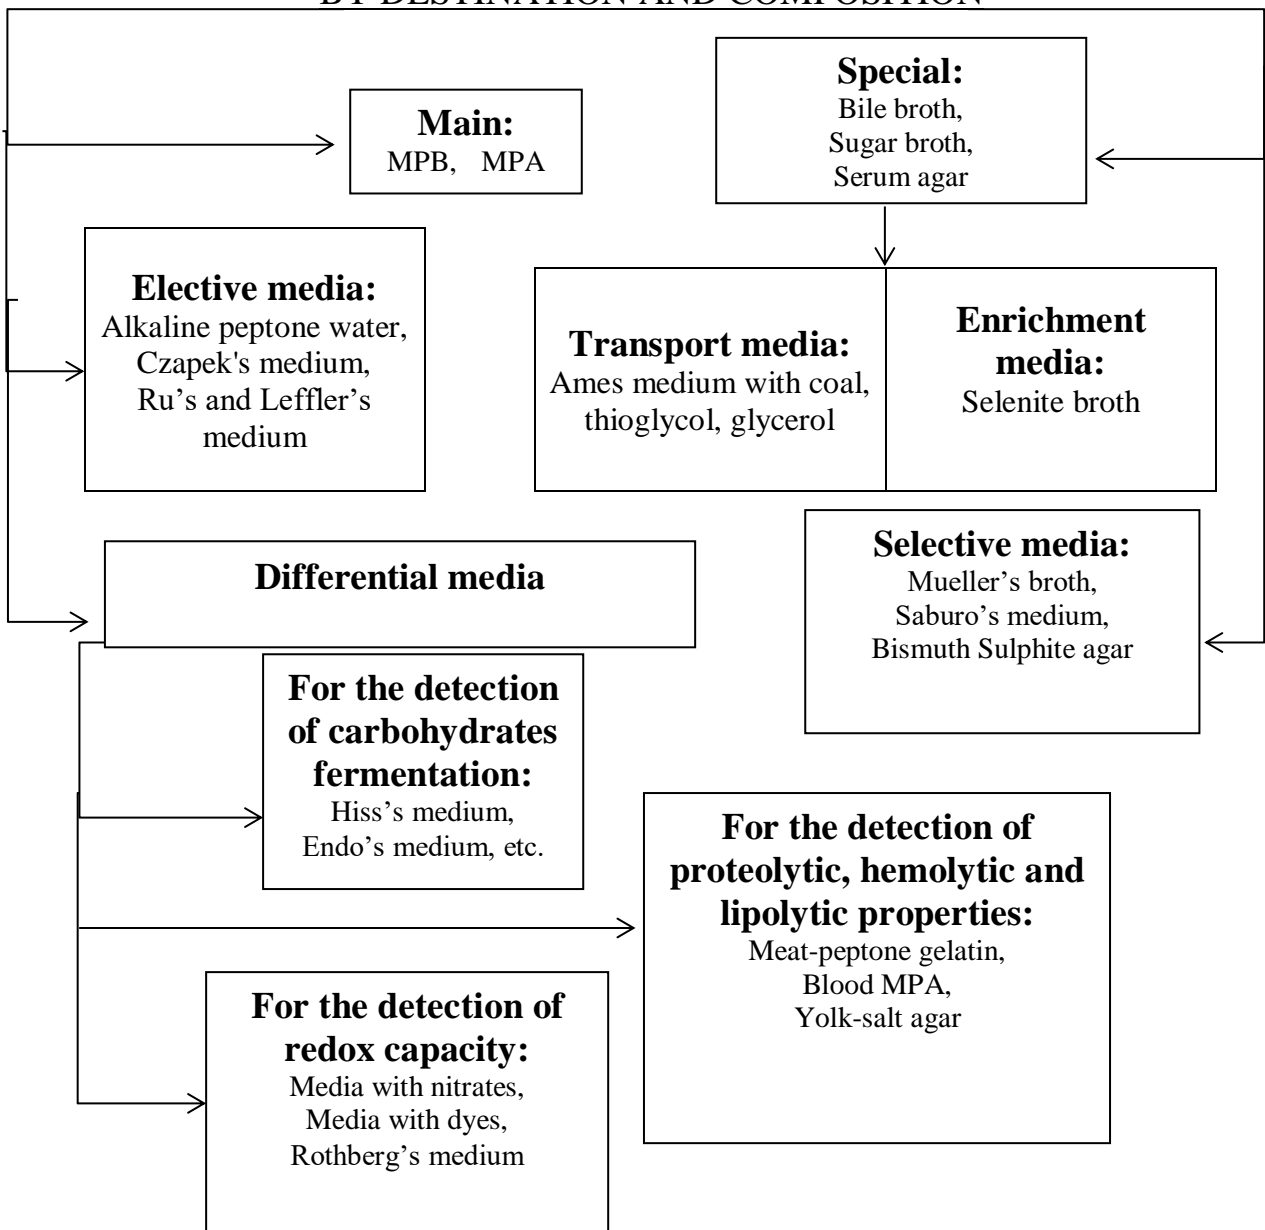 BY DESTINATION AND COMPOSITION
Special:
Bile broth,
Sugar broth,
Serum agar
Main:
MPB, MPA
Elective media:
Alkaline peptone water,
Czapek's medium,
Ru’s and Leffler’s
medium
Transport media:
Ames medium with coal,
thioglycol, glycerol
Enrichment
media:
Selenite broth
Selective media:
Mueller’s broth,
Saburo’s medium,
Bismuth Sulphite agar
Differential media
For the detection
of carbohydrates
fermentation:
Hiss’s medium,
Endo’s medium, etc.
For the detection of
proteolytic, hemolytic and
lipolytic properties:
Meat-peptone gelatin,
Blood MPA,
Yolk-salt agar
For the detection of
redox capacity:
Media with nitrates,
Media with dyes,
Rothberg’s medium